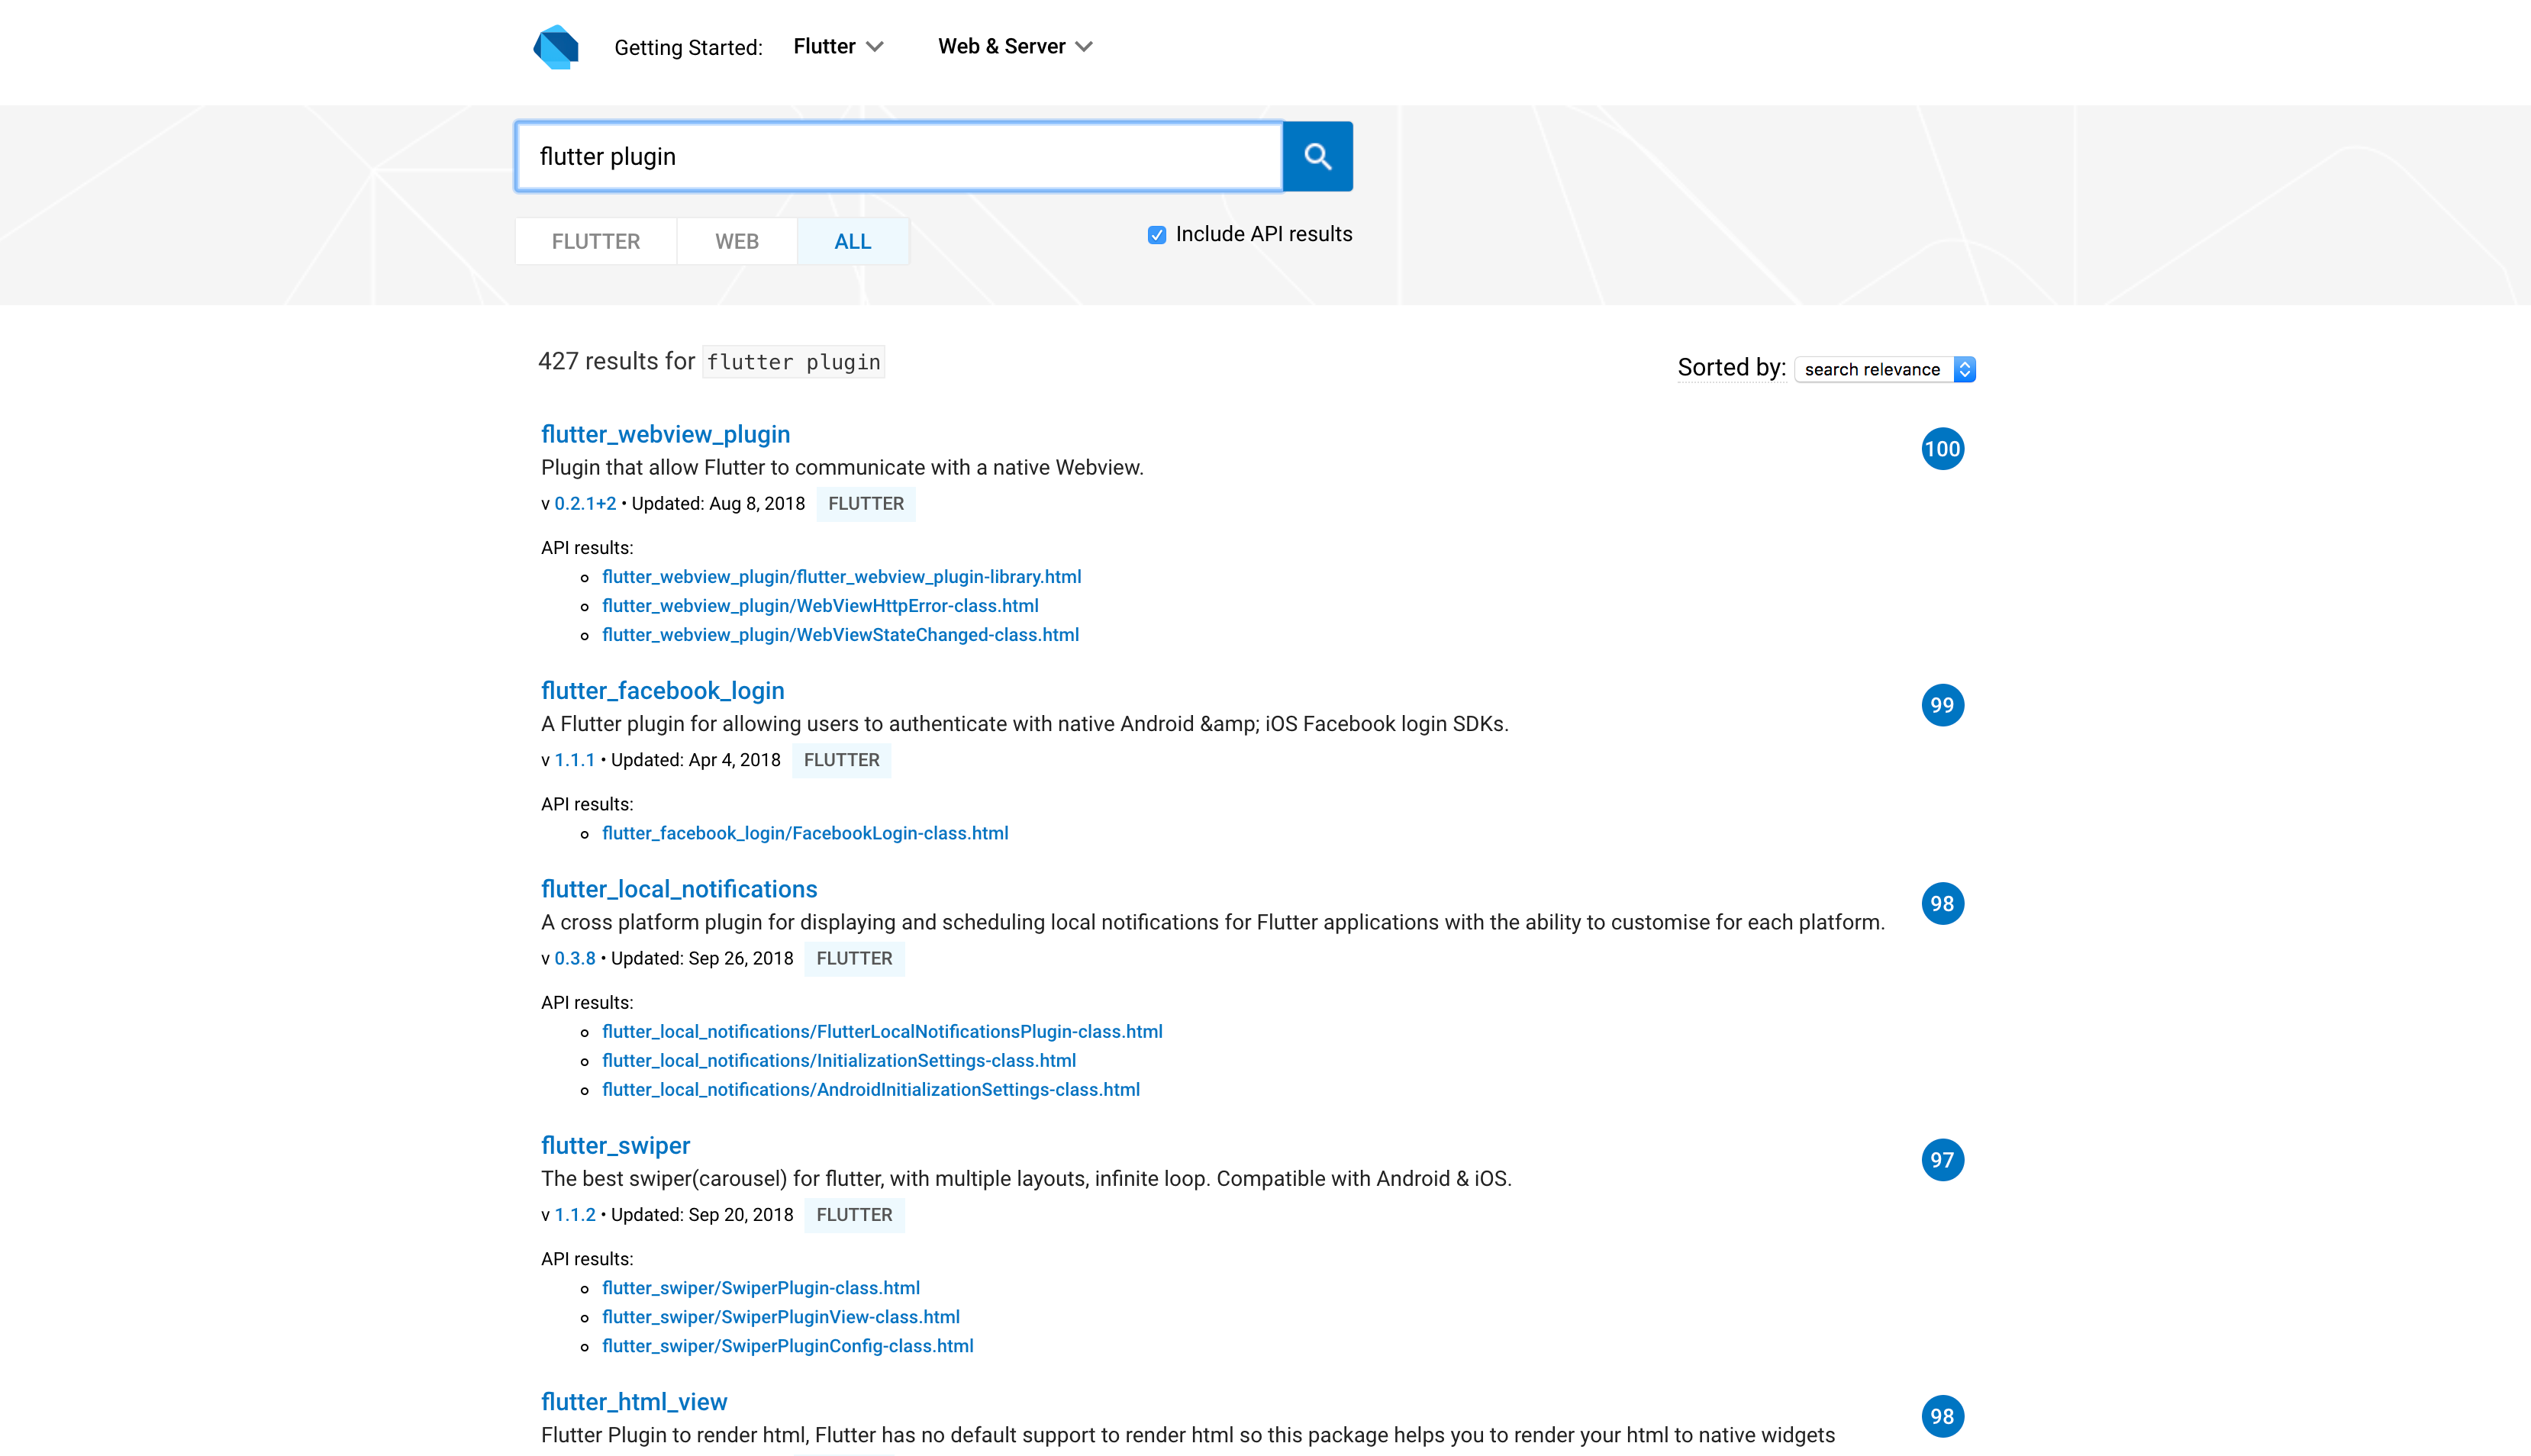 Getting Started: Flutter Web & Server
flutter plugin
FLUTTER WEB ALL
Include API results
427 results for flutter plugin
Sorted by: search relevance
flutter_webview_plugin
100
Plugin that allow Flutter to communicate with a native Webview.
v 0.2.1+2 • Updated: Aug 8, 2018 FLUTTER
API results:
flutter_webview_plugin/flutter_webview_plugin-library.html
flutter_webview_plugin/WebViewHttpError-class.html
flutter_webview_plugin/WebViewStateChanged-class.html
flutter_facebook_login
99
A Flutter plugin for allowing users to authenticate with native Android &amp; iOS Facebook login SDKs.
v 1.1.1 • Updated: Apr 4, 2018 FLUTTER
API results:
flutter_facebook_login/FacebookLogin-class.html
flutter_local_notifications
98
A cross platform plugin for displaying and scheduling local notifications for Flutter applications with the ability to customise for each platform.
v 0.3.8 • Updated: Sep 26, 2018 FLUTTER
API results:
flutter_local_notifications/FlutterLocalNotificationsPlugin-class.html
flutter_local_notifications/InitializationSettings-class.html
flutter_local_notifications/AndroidInitializationSettings-class.html
flutter_swiper
97
The best swiper(carousel) for flutter, with multiple layouts, infinite loop. Compatible with Android & iOS.
v 1.1.2 • Updated: Sep 20, 2018 FLUTTER
API results:
flutter_swiper/SwiperPlugin-class.html
flutter_swiper/SwiperPluginView-class.html
flutter_swiper/SwiperPluginConfig-class.html
flutter_html_view
98
Flutter Plugin to render html, Flutter has no default support to render html so this package helps you to render your html to native widgets